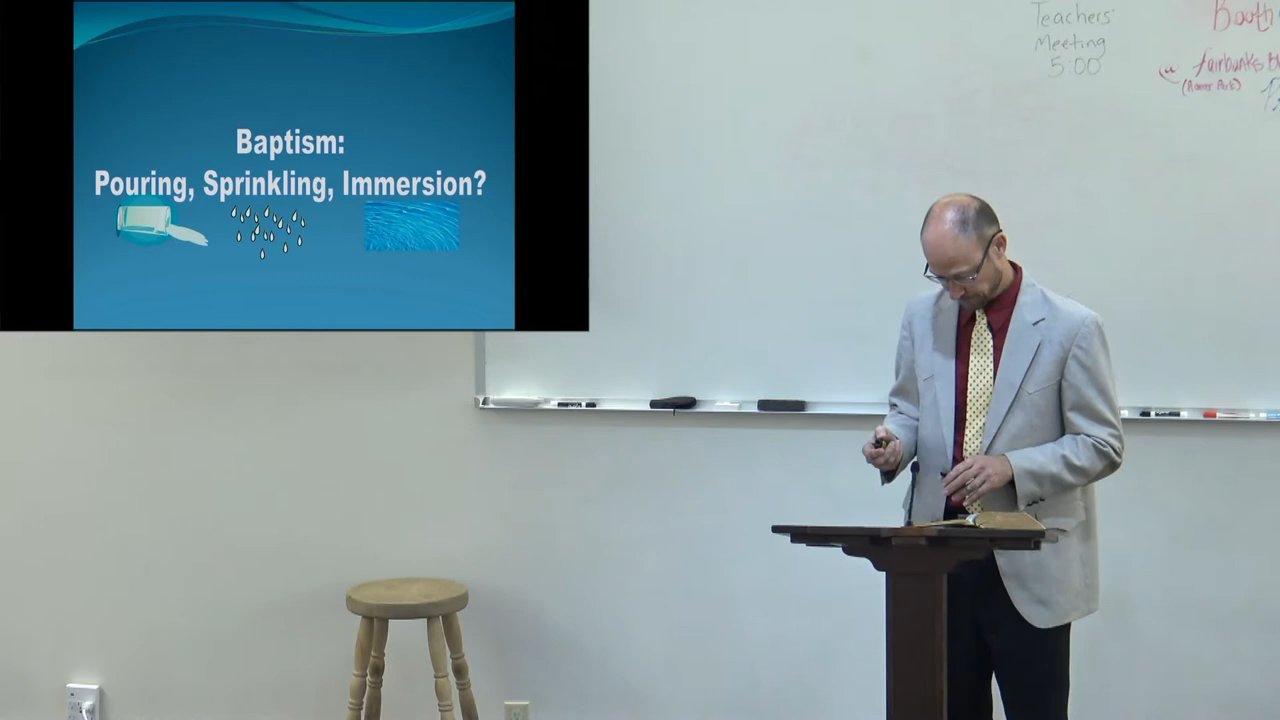 Baptism:
Pouring, Sprinkling, Immersion?
Teachers'
Meeting
5:00
Booth
Fairbanks